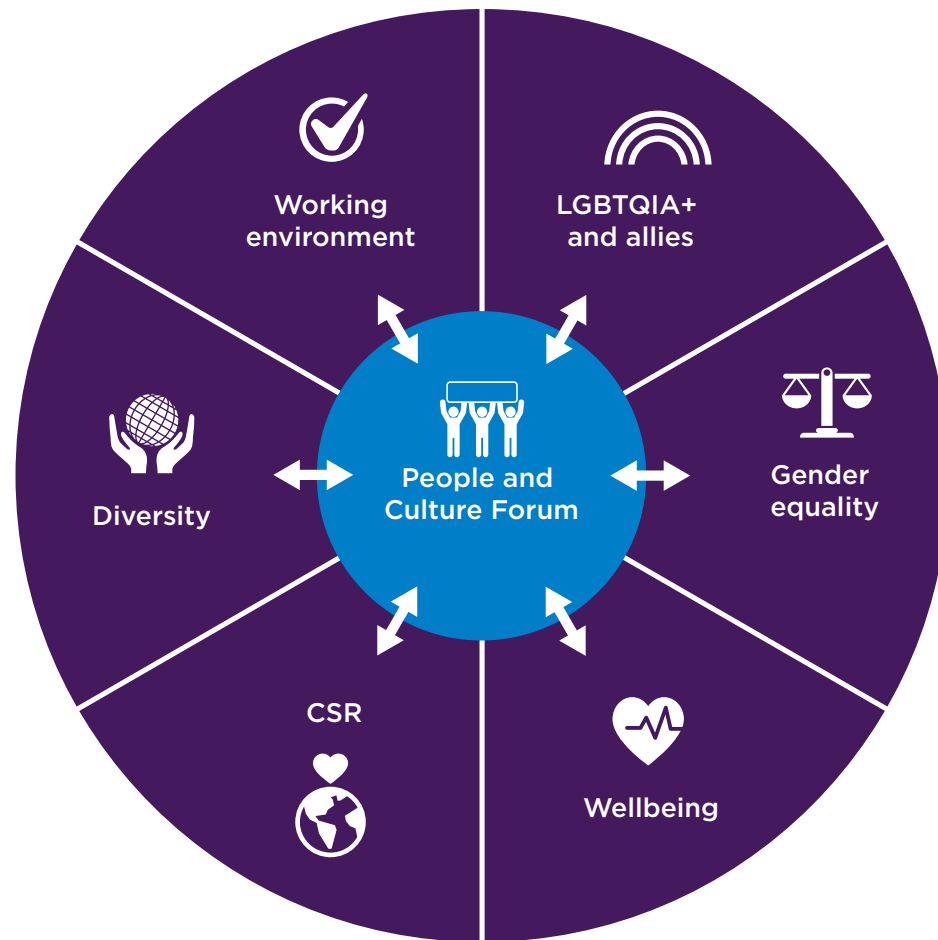 Working
environment
LGBTQIA+
and allies
Diversity
People and
Culture Forum
Gender
equality
CSR
Wellbeing